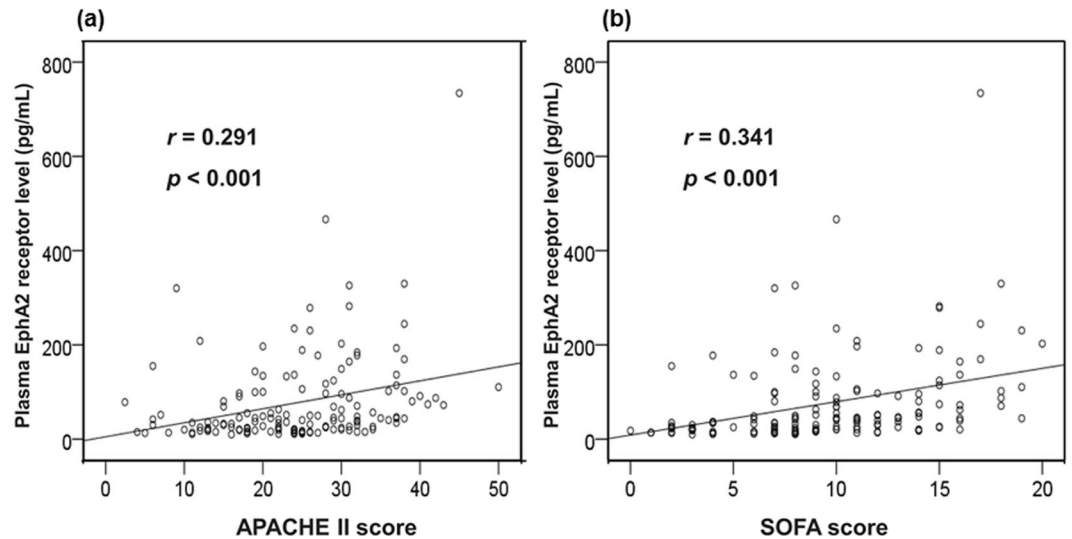 (a)
Plasma EphA2 receptor level (pg/mL)
800
600
400
200
0
r = 0.291
p < 0.001
0 10 20 30 40 50
APACHE II score
(b)
Plasma EphA2 receptor level (pg/mL)
800
600
400
200
0
r = 0.341
p < 0.001
0 5 10 15 20
SOFA score